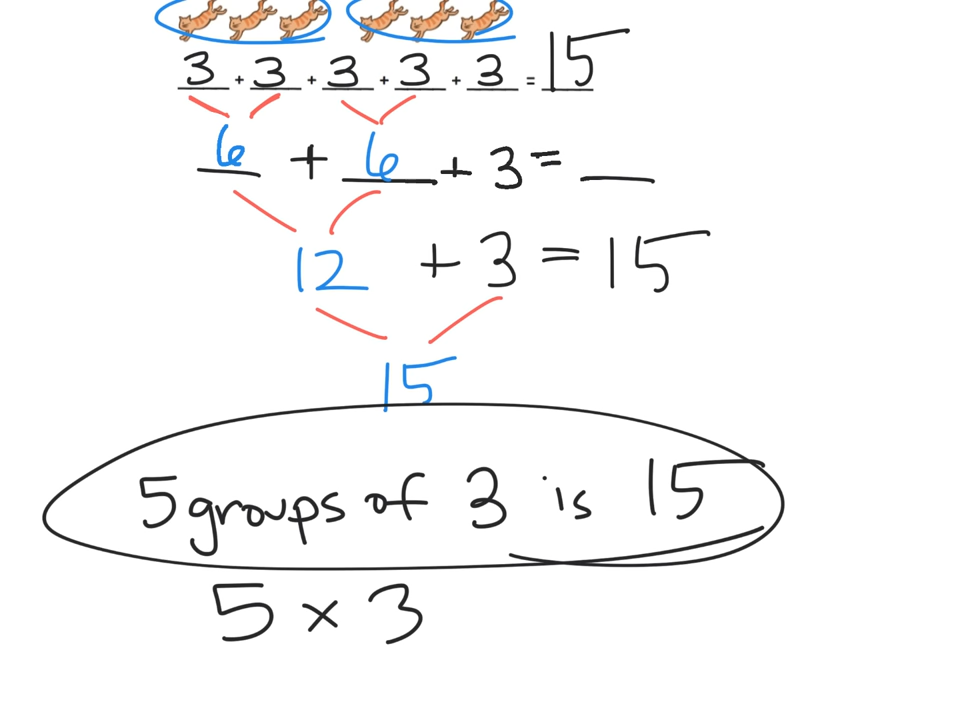 3 + 3 + 3 + 3 + 3 = 15
6 + 6 + 3 = __
12 + 3 = 15
15
5 groups of 3 is 15
5 × 3